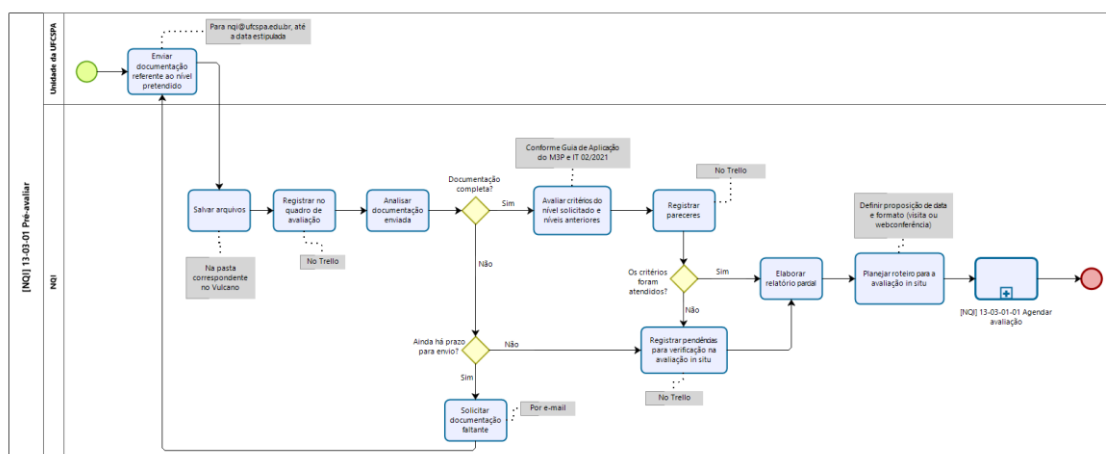 [NQI] 13-03-01 Pré-avaliar
Unidade da UFCSPA
Para nqi@ufcspa.edu.br, até
a data estipulada
Enviar
documentação
referente ao nível
pretendido
NQI
Salvar arquivos
Na pasta
correspondente
no Vulcano
Registrar no
quadro de
avaliação
No Trello
Analisar
documentação
enviada
Documentação
completa?
Sim
Não
Conforme Guia de Aplicação
do M3P e IT 02/2021
Avaliar critérios do
nível solicitado e
níveis anteriores
No Trello
Registrar
pareceres
Os critérios
foram
atendidos?
Sim
Não
Ainda há prazo
para envio?
Não
Sim
Registrar pendências
para verificação na
avaliação in situ
No Trello
Solicitar
documentação
faltante
Por e-mail
Elaborar
relatório parcial
Definir proposição de data
e formato (visita ou
webconferência)
Planejar roteiro para a
avaliação in situ
[NQI] 13-03-01-01 Agendar
avaliação